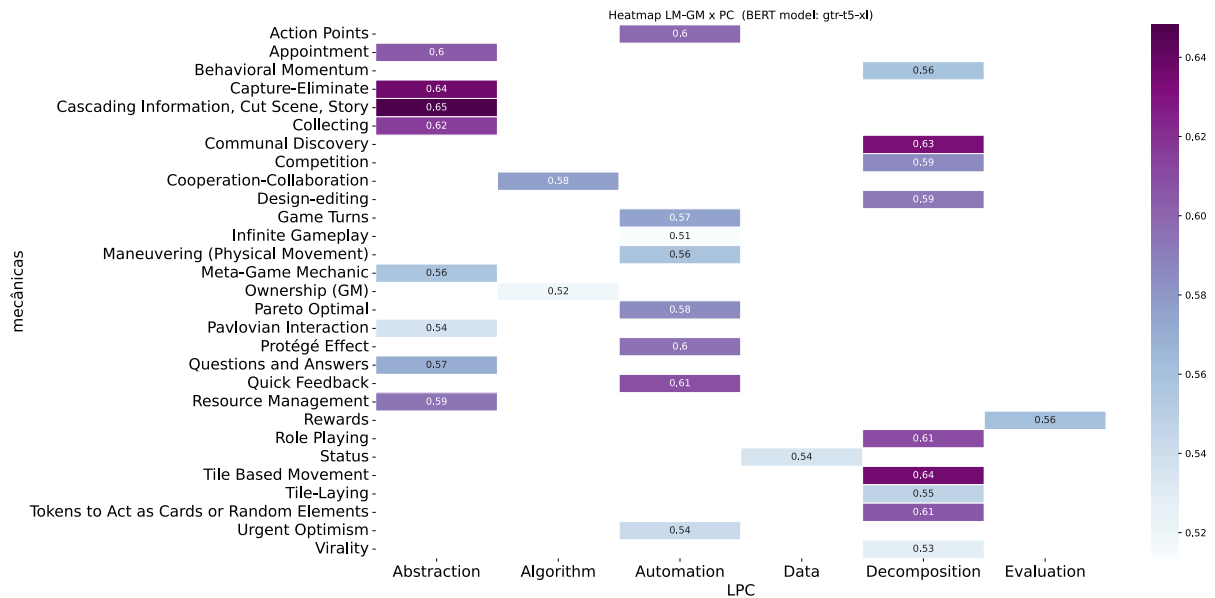 Heatmap LM-GM x PC (BERT model: gtr-t5-xl)
mecânicas
Action Points 0.6
Appointment 0.6
Behavioral Momentum 0.56
Capture-Eliminate 0.64
Cascading Information, Cut Scene, Story 0.65
Collecting 0.62
Communal Discovery 0.63
Competition 0.59
Cooperation-Collaboration 0.58
Design-editing 0.59
Game Turns 0.57
Infinite Gameplay 0.51
Maneuvering (Physical Movement) 0.56
Meta-Game Mechanic 0.56
Ownership (GM) 0.52
Pareto Optimal 0.58
Pavlovian Interaction 0.54
Protégé Effect 0.6
Questions and Answers 0.57
Quick Feedback 0.61
Resource Management 0.59
Rewards 0.56
Role Playing 0.61
Status 0.54
Tile Based Movement 0.64
Tile-Laying 0.55
Tokens to Act as Cards or Random Elements 0.61
Urgent Optimism 0.54
Virality 0.53
Abstraction Algorithm Automation Data Decomposition Evaluation
LPC
0.64
0.62
0.60
0.58
0.56
0.54
0.52